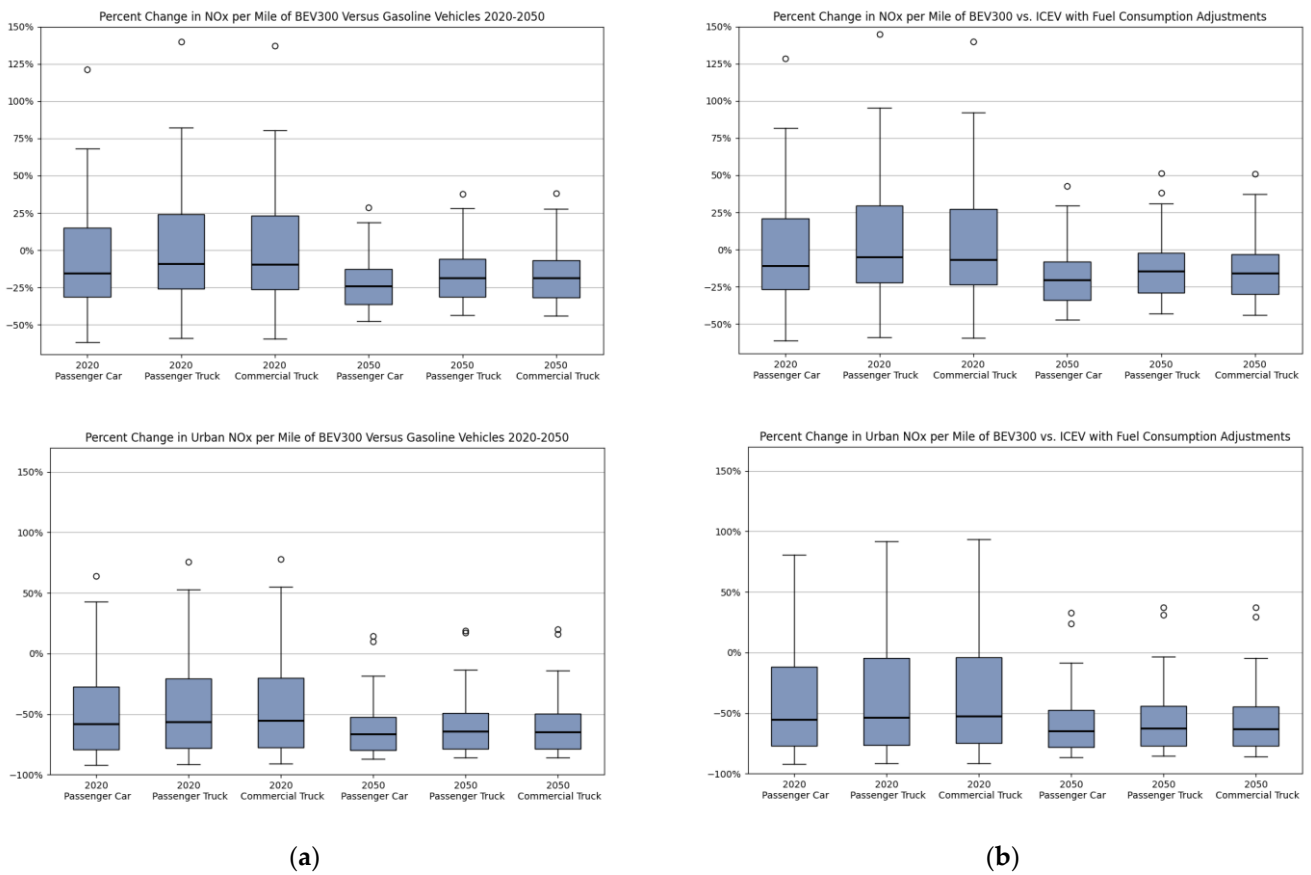 Percent Change in NOx per Mile of BEV300 Versus Gasoline Vehicles 2020-2050
150%
125%
100%
75%
50%
25%
0%
−25%
−50%
2020
Passenger Car
2020
Passenger Truck
2020
Commercial Truck
2050
Passenger Car
2050
Passenger Truck
2050
Commercial Truck
Percent Change in NOx per Mile of BEV300 vs. ICEV with Fuel Consumption Adjustments
150%
125%
100%
75%
50%
25%
0%
−25%
−50%
2020
Passenger Car
2020
Passenger Truck
2020
Commercial Truck
2050
Passenger Car
2050
Passenger Truck
2050
Commercial Truck
Percent Change in Urban NOx per Mile of BEV300 Versus Gasoline Vehicles 2020-2050
150%
100%
50%
0%
−50%
−100%
2020
Passenger Car
2020
Passenger Truck
2020
Commercial Truck
2050
Passenger Car
2050
Passenger Truck
2050
Commercial Truck
Percent Change in Urban NOx per Mile of BEV300 vs. ICEV with Fuel Consumption Adjustments
150%
100%
50%
0%
−50%
−100%
2020
Passenger Car
2020
Passenger Truck
2020
Commercial Truck
2050
Passenger Car
2050
Passenger Truck
2050
Commercial Truck
(a)
(b)